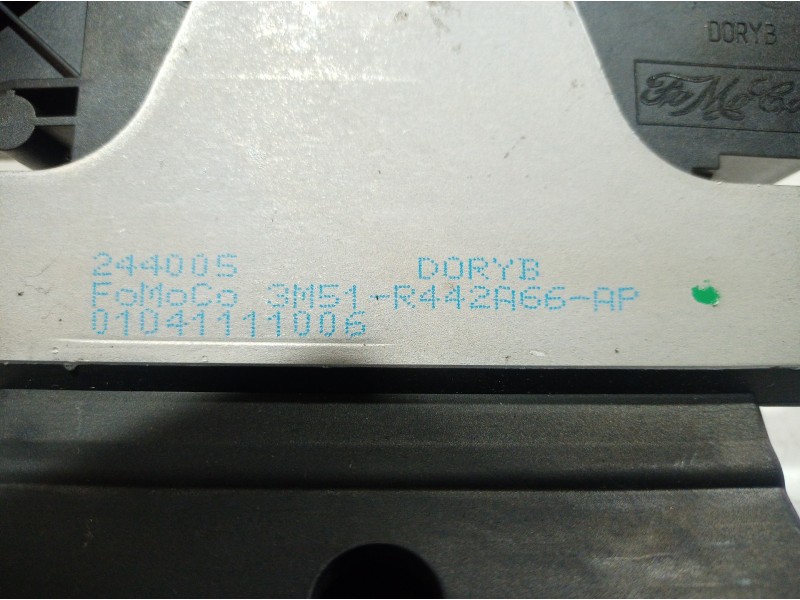 DORYB
FoMoCo
244005 DORYB
FoMoCo 3M51-R442A66-AP
01041111006